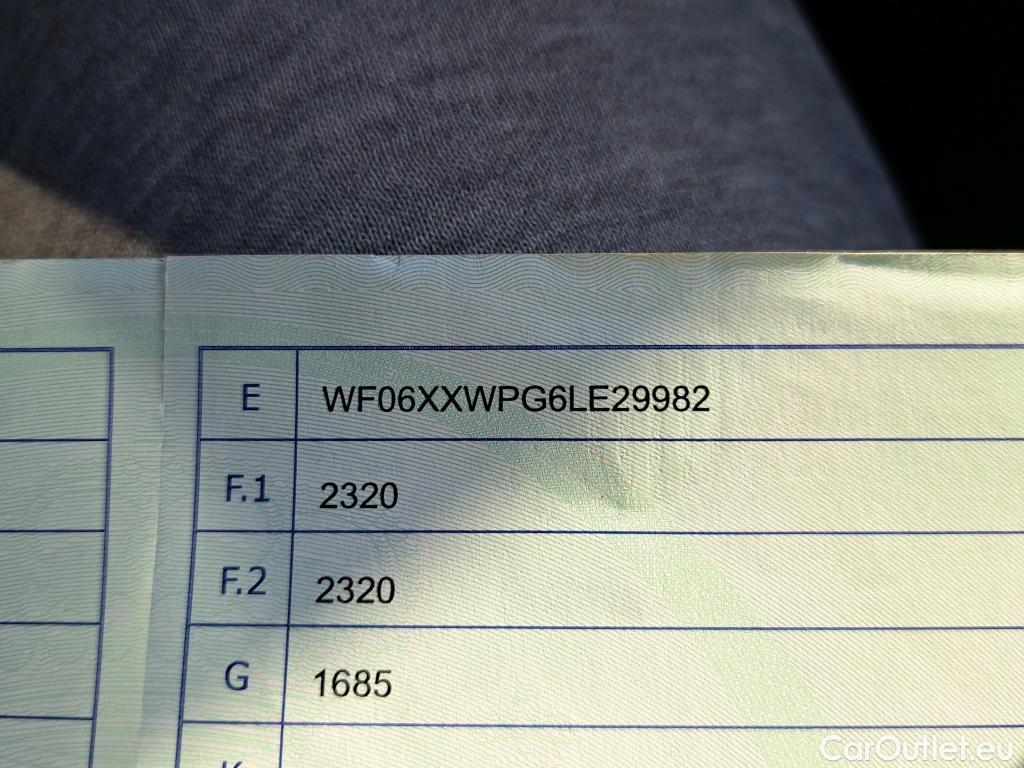 E WF06XXWPG6LE29982
F.1 2320
F.2 2320
G 1685
CarOutlet.eu